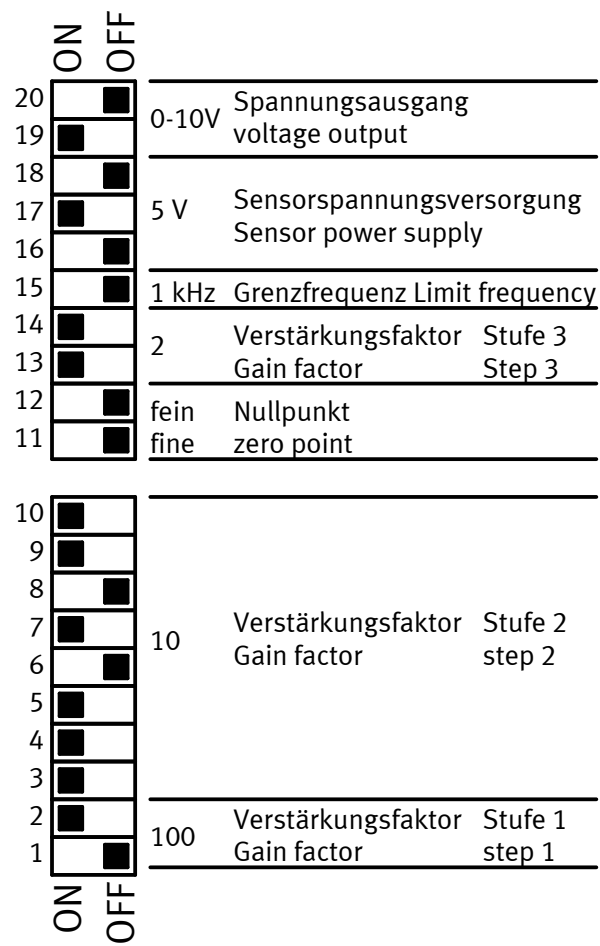 ON OFF
20
0-10V Spannungsausgang
19 voltage output
18
17 5 V Sensorspannungsversorgung
16 Sensor power supply
15 1 kHz Grenzfrequenz Limit frequency
14 Verstärkungsfaktor Stufe 3
2
13 Gain factor Step 3
12 fein Nullpunkt
11 fine zero point
10
9
8
7 Verstärkungsfaktor Stufe 2
10
6 Gain factor step 2
5
4
3
2 Verstärkungsfaktor Stufe 1
100
1 Gain factor step 1
ON OFF